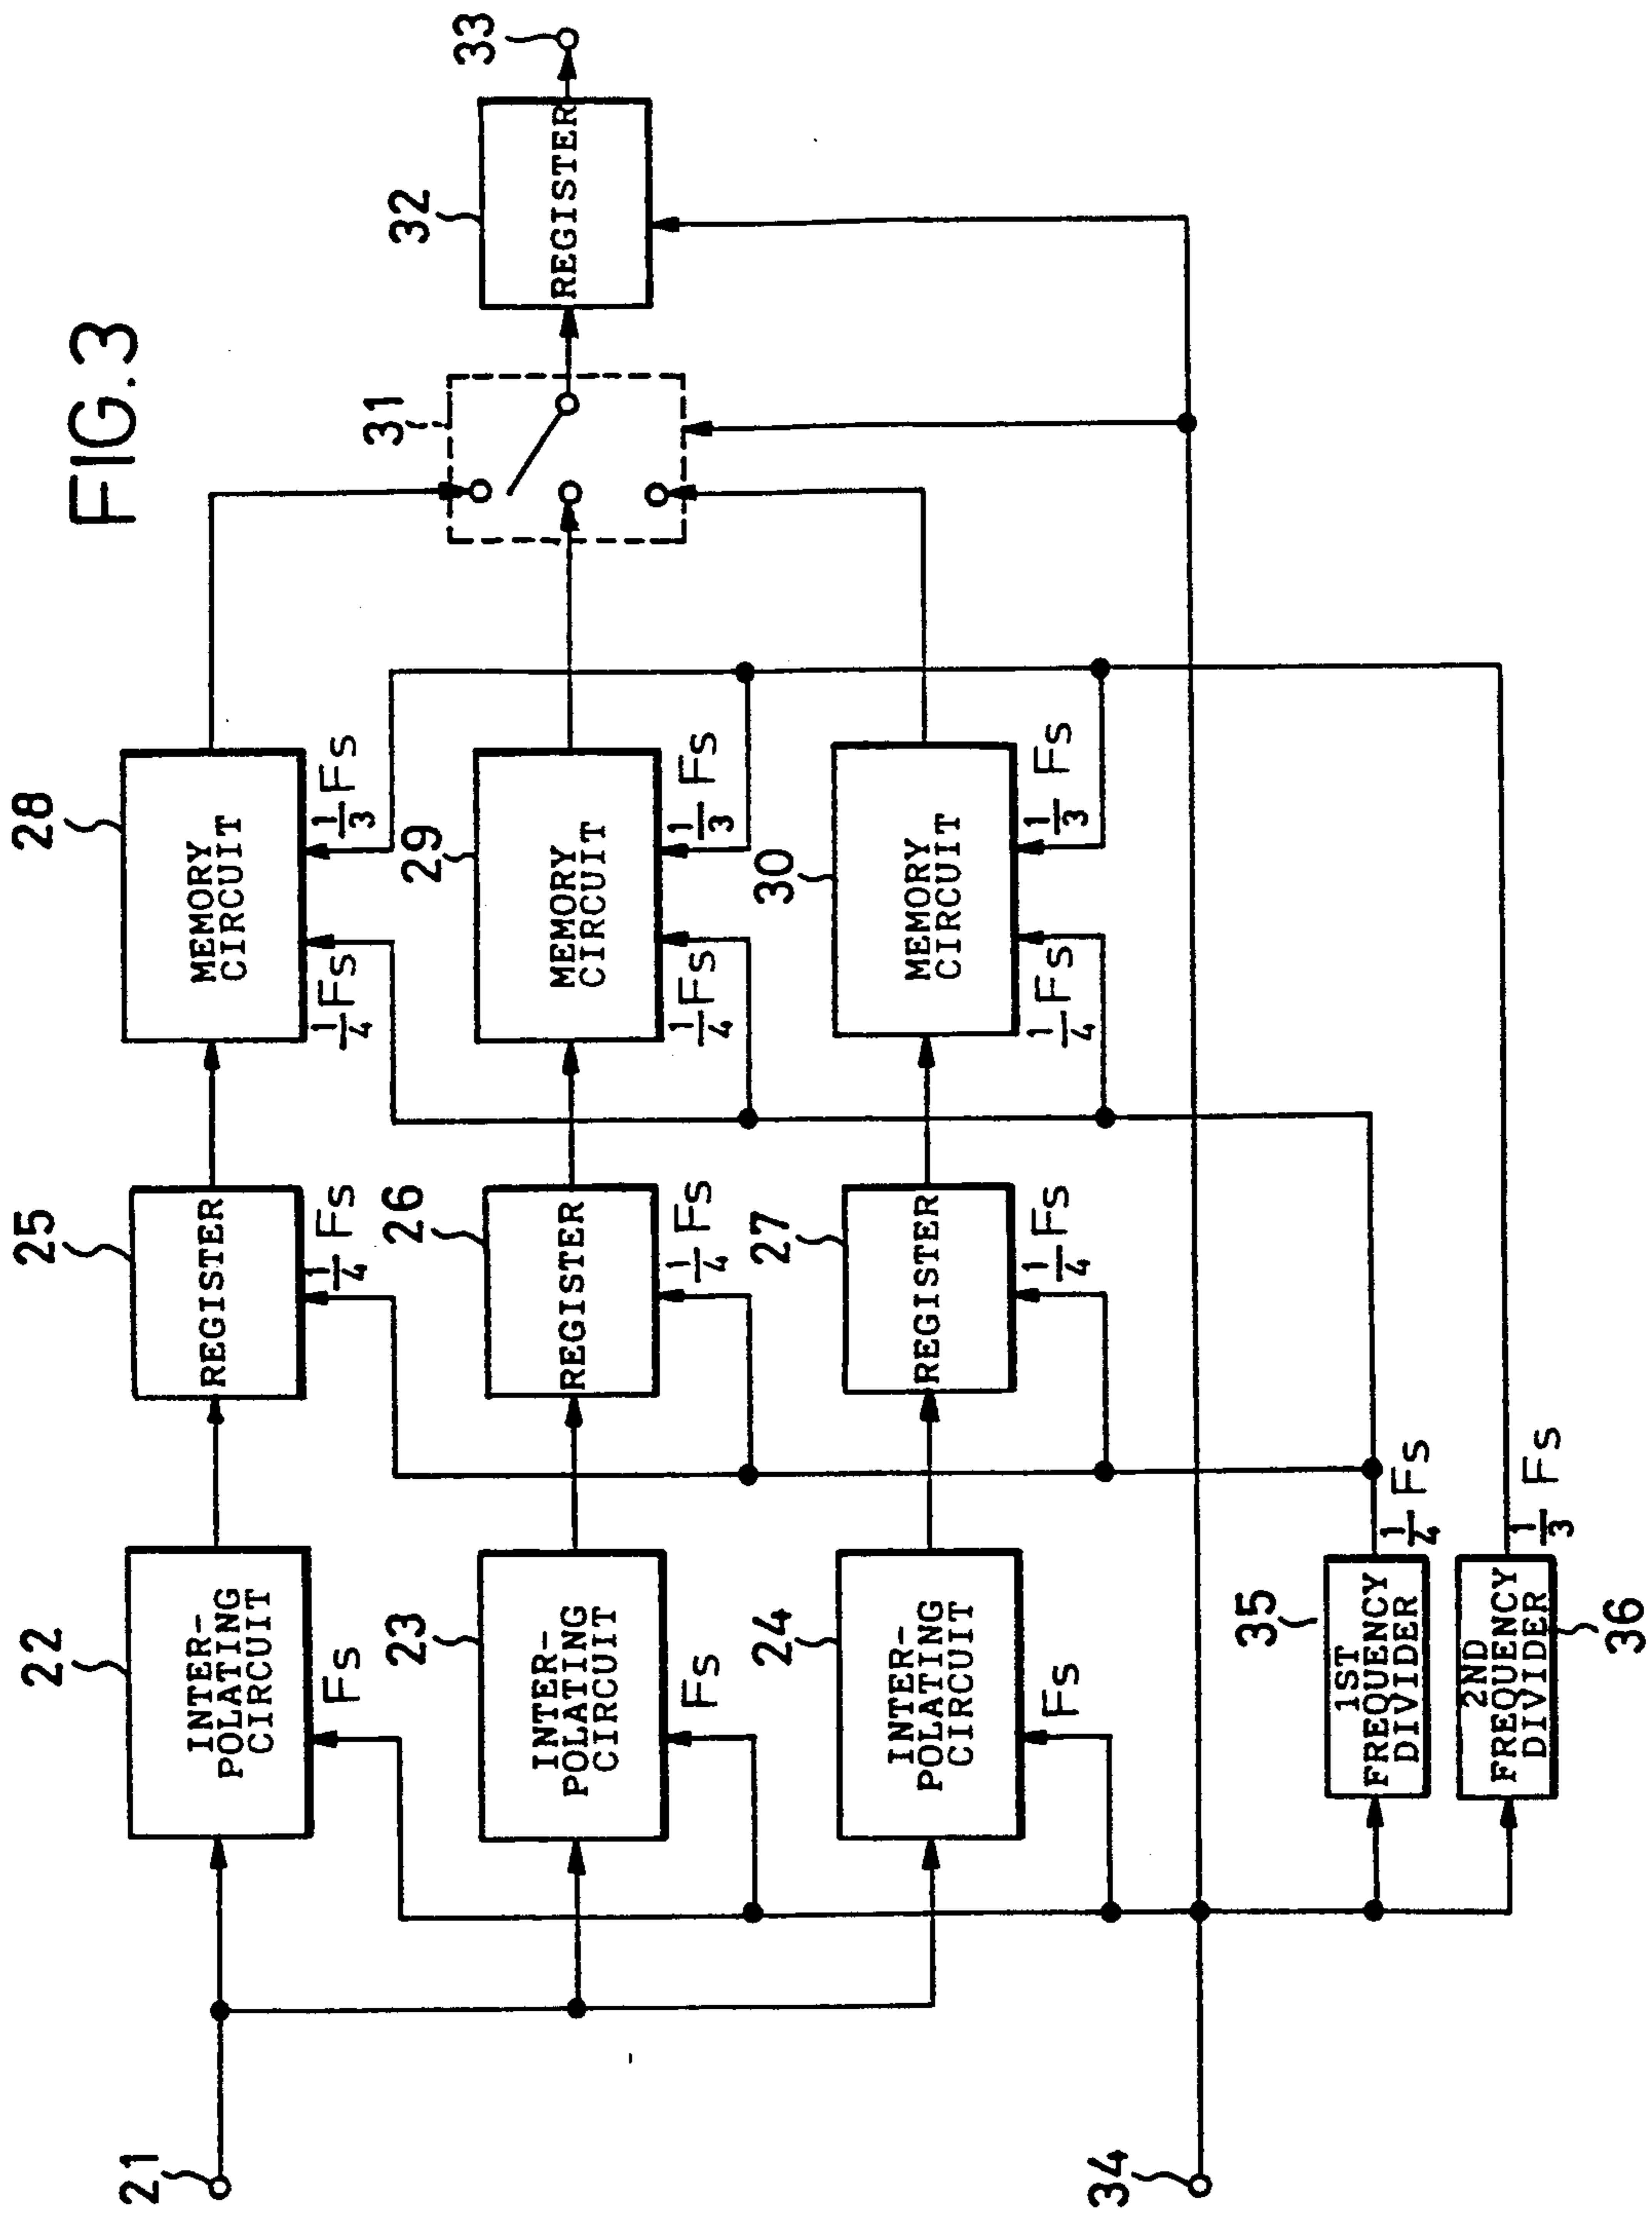 FIG.3
21
22
INTER-
POLATING
CIRCUIT
Fs
25
REGISTER
1/4 Fs
28
MEMORY
CIRCUIT
1/4 Fs
1/3 Fs
23
INTER-
POLATING
CIRCUIT
Fs
26
REGISTER
1/4 Fs
29
MEMORY
CIRCUIT
1/4 Fs
1/3 Fs
31
32
REGISTER
33
24
INTER-
POLATING
CIRCUIT
Fs
27
REGISTER
1/4 Fs
30
MEMORY
CIRCUIT
1/4 Fs
1/3 Fs
34
35
1ST
FREQUENCY
DIVIDER
1/4 Fs
2ND
FREQUENCY
DIVIDER
1/3 Fs
36